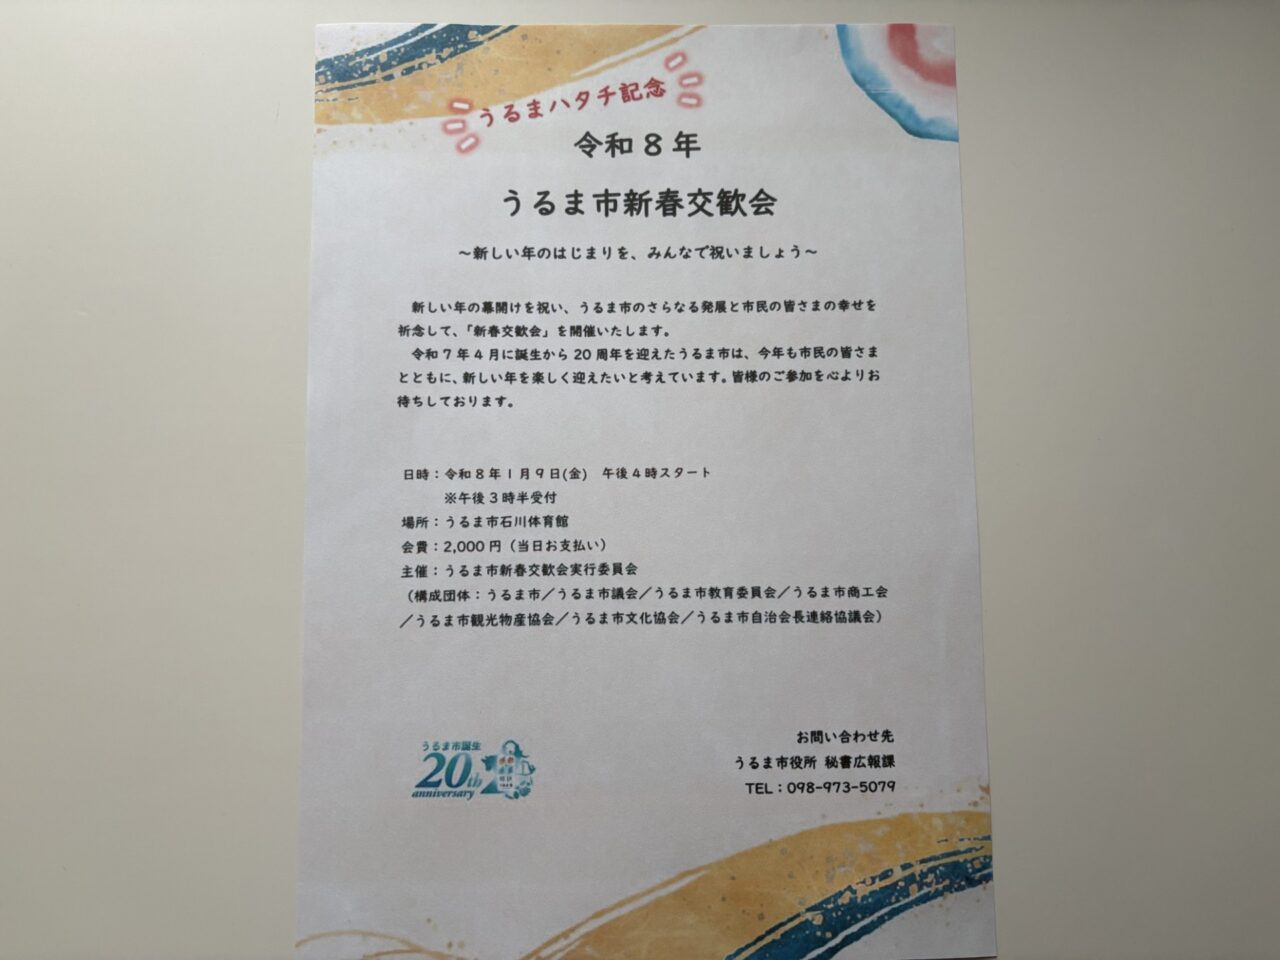 うるまハタチ記念
令和8年
うるま市新春交歓会
～新しい年のはじまりを、みんなで祝いましょう～
新しい年の幕開けを祝い、うるま市のさらなる発展と市民の皆さまの幸せを
祈念して、「新春交歓会」を開催いたします。
令和7年4月に誕生から20周年を迎えたうるま市は、今年も市民の皆さま
とともに、新しい年を楽しく迎えたいと考えています。皆様のご参加を心よりお
待ちしております。
日時：令和8年1月9日(金)　午後4時スタート
※午後3時半受付
場所：うるま市石川体育館
会費：2,000円（当日お支払い）
主催：うるま市新春交歓会実行委員会
（構成団体：うるま市／うるま市議会／うるま市教育委員会／うるま市商工会
／うるま市観光物産協会／うるま市文化協会／うるま市自治会長連絡協議会）
うるま市誕生
20th
anniversary
お問い合わせ先
うるま市役所 秘書広報課
TEL：098-973-5079